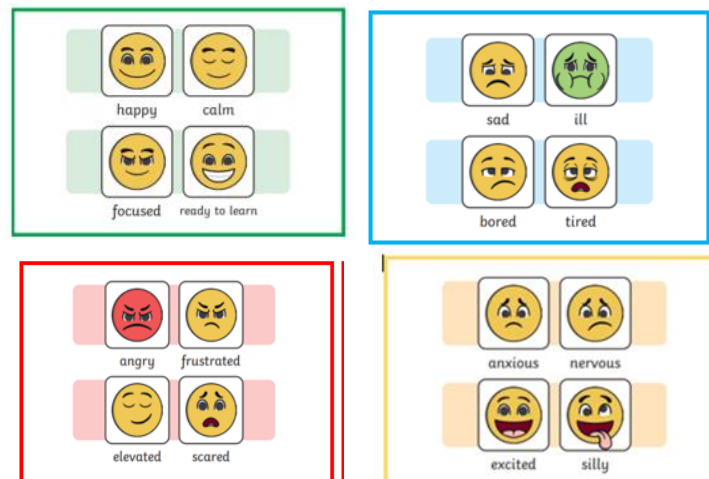 happy calm
focused ready to learn
sad ill
bored tired
angry frustrated
elevated scared
anxious nervous
excited silly